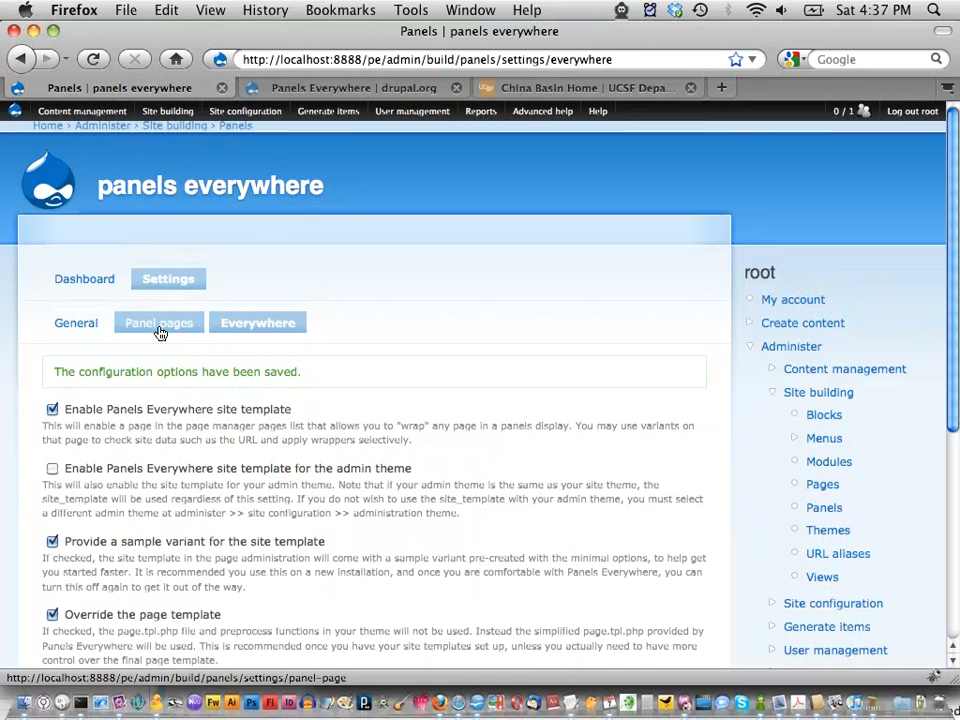 Firefox File Edit View History Bookmarks Tools Window Help Sat 4:37 PM
Panels | panels everywhere
http://localhost:8888/pe/admin/build/panels/settings/everywhere
Google
Panels | panels everywhere
Panels Everywhere | drupal.org
China Basin Home | UCSF Depa...
Content management Site building Site configuration Generate items User management Reports Advanced help Help 0 / 1 Log out root
Home > Administer > Site building > Panels
panels everywhere
Dashboard Settings
General Panel pages Everywhere
The configuration options have been saved.
Enable Panels Everywhere site template
This will enable a page in the page manager pages list that allows you to "wrap" any page in a panels display. You may use variants
on that page to check site data such as the URL and apply wrappers selectively.
Enable Panels Everywhere site template for the admin theme
This will also enable the site template for your admin theme. Note that if your admin theme is the same as your site theme, the
site_template will be used regardless of this setting. If you do not wish to use the site_template with your admin theme, you must select
a different admin theme at administer >> site configuration >> administration theme.
Provide a sample variant for the site template
If checked, the site template in the page administration will come with a sample variant pre-created with the minimal options, to help get
you started faster. It is recommended you use this on a new installation, and once you are comfortable with Panels Everywhere, you can
turn this off again to get it out of the way.
Override the page template
If checked, the page.tpl.php file and preprocess functions in your theme will not be used. Instead the simplified page.tpl.php provided by
Panels Everywhere will be used. This is recommended once you have your site templates set up, unless you actually need to have more
control over the final page template.
root
My account
Create content
Administer
Content management
Site building
Blocks
Menus
Modules
Pages
Panels
Themes
URL aliases
Views
Site configuration
Generate items
User management
http://localhost:8888/pe/admin/build/panels/settings/panel-page